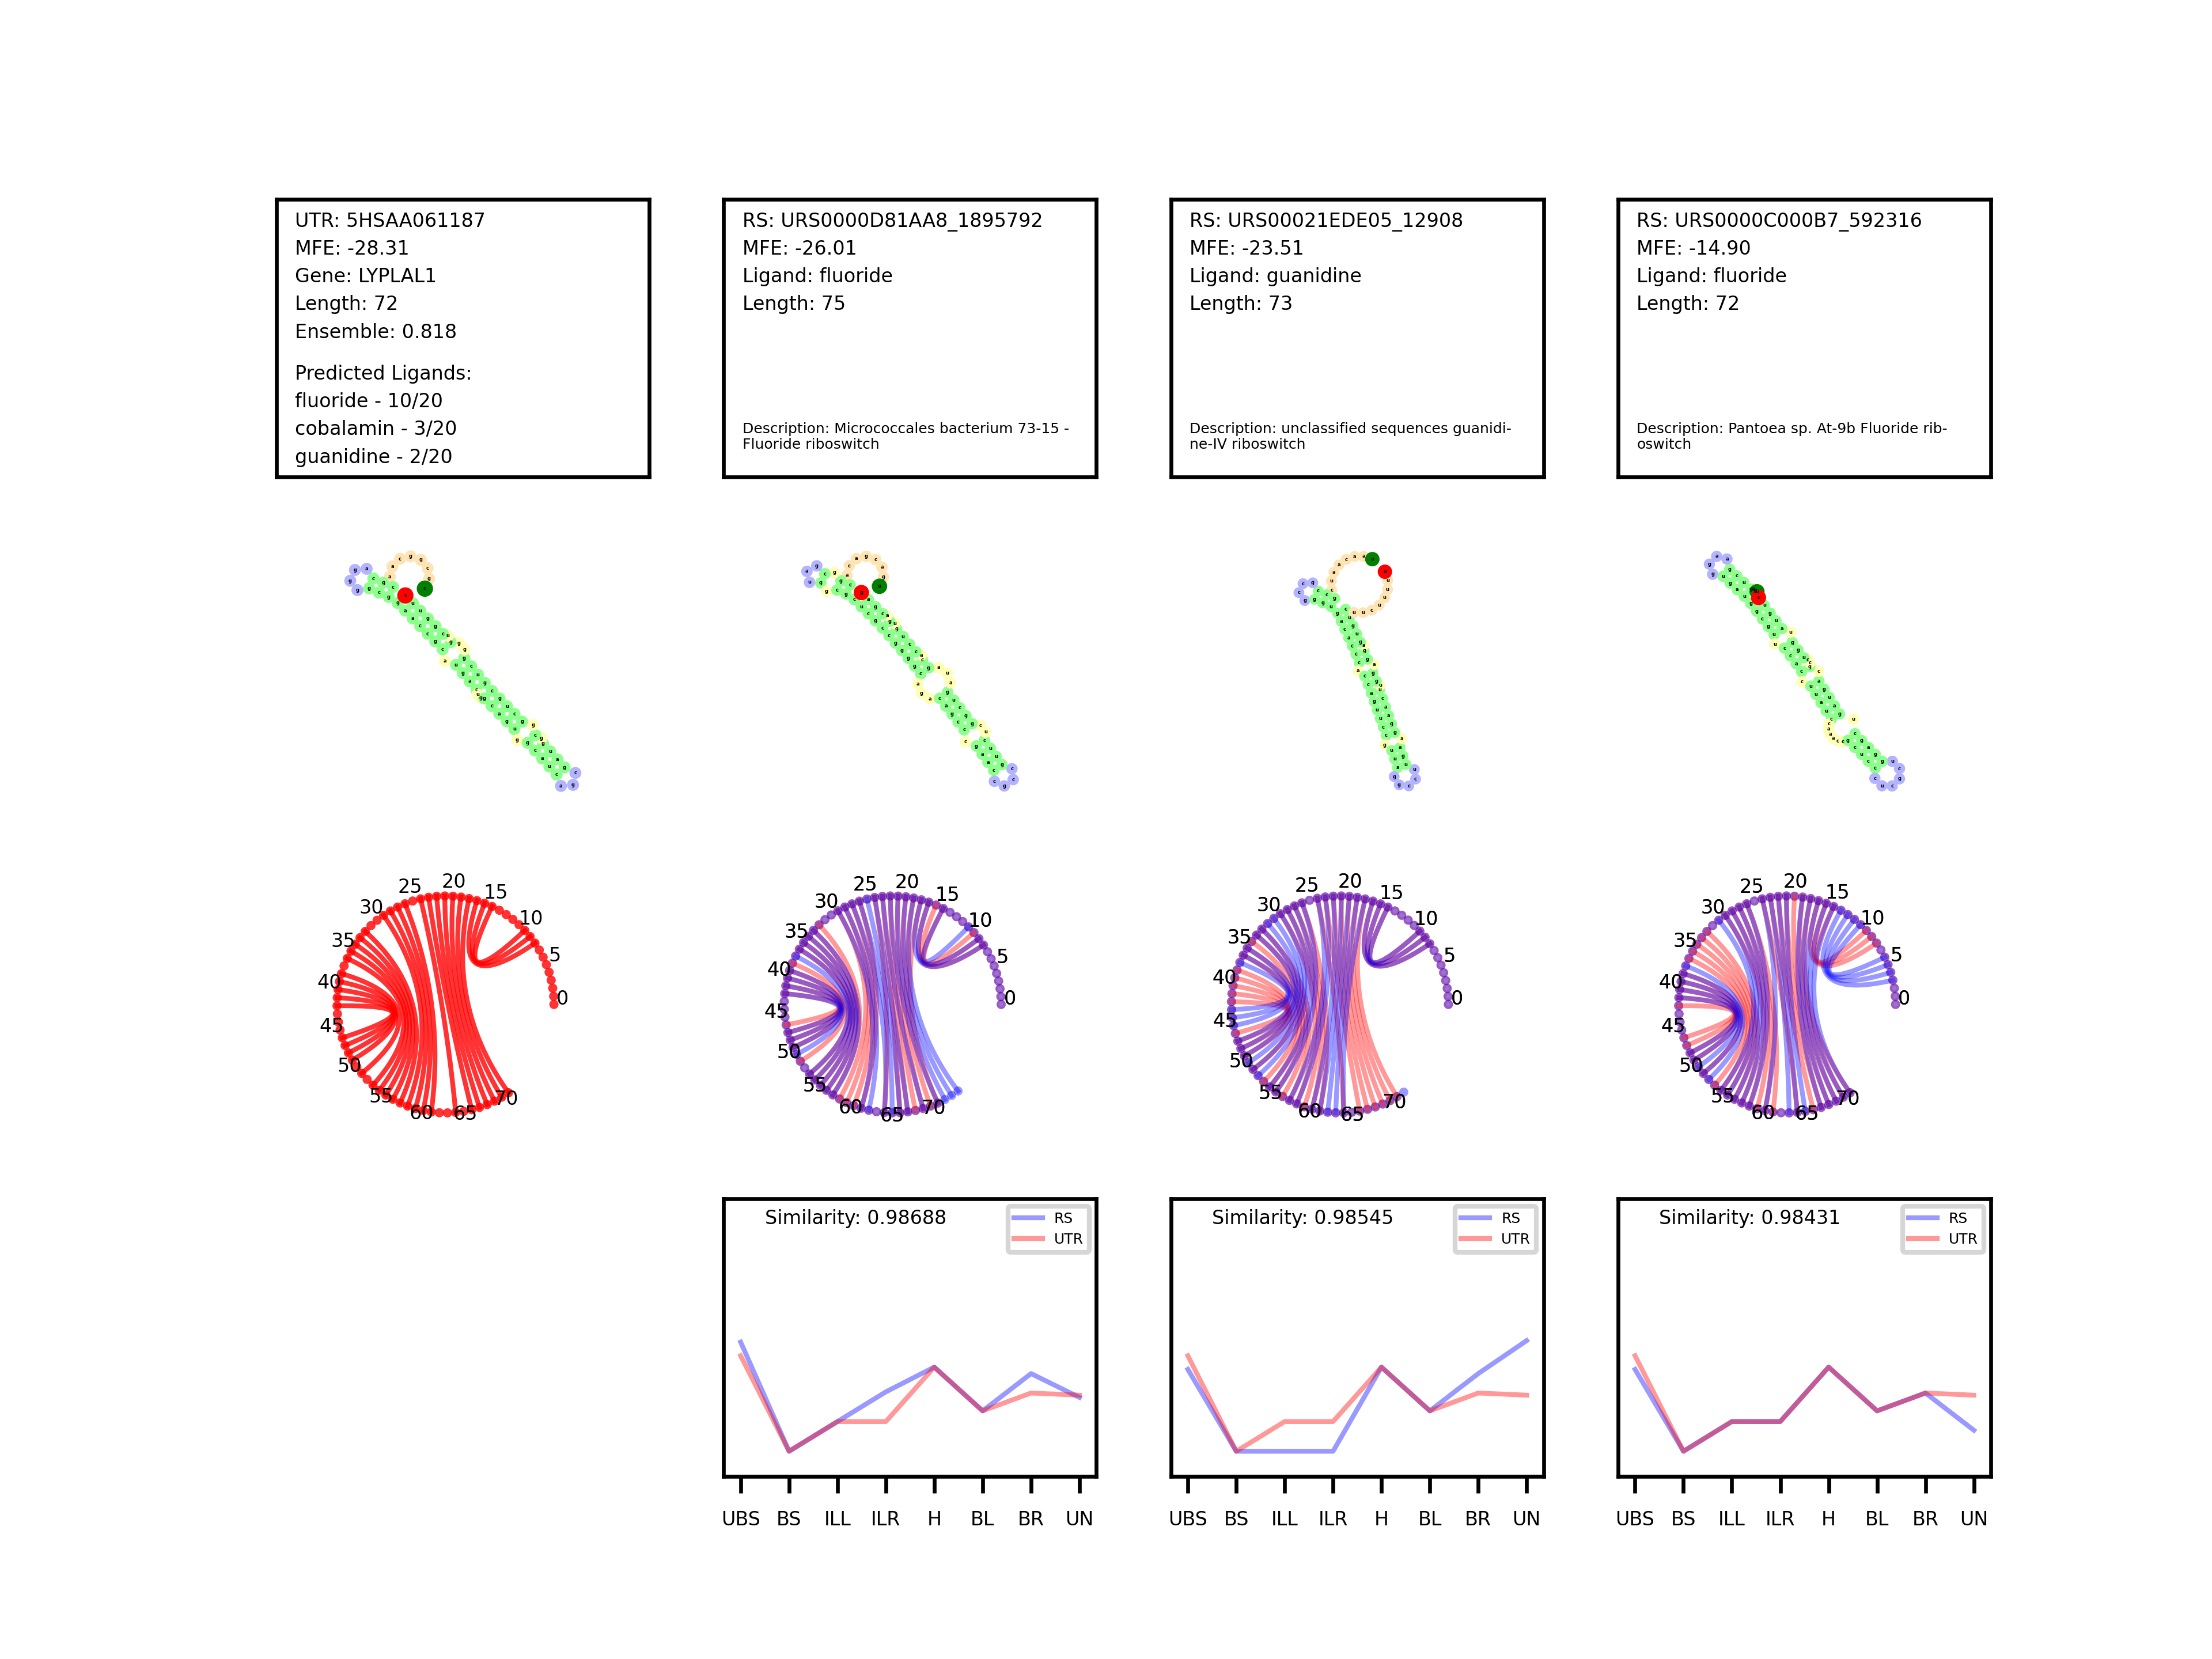 UTR: 5HSAA061187
MFE: -28.31
Gene: LYPLAL1
Length: 72
Ensemble: 0.818
Predicted Ligands:
fluoride - 10/20
cobalamin - 3/20
guanidine - 2/20
RS: URS0000D81AA8_1895792
MFE: -26.01
Ligand: fluoride
Length: 75
Description: Micrococcales bacterium 73-15 -
Fluoride riboswitch
RS: URS00021EDE05_12908
MFE: -23.51
Ligand: guanidine
Length: 73
Description: unclassified sequences guanidi-
ne-IV riboswitch
RS: URS0000C000B7_592316
MFE: -14.90
Ligand: fluoride
Length: 72
Description: Pantoea sp. At-9b Fluoride rib-
oswitch
0
5
10
15
20
25
30
35
40
45
50
55
60
65
70
0
5
10
15
20
25
30
35
40
45
50
55
60
65
70
0
5
10
15
20
25
30
35
40
45
50
55
60
65
70
0
5
10
15
20
25
30
35
40
45
50
55
60
65
70
Similarity: 0.98688
RS
UTR
UBS BS ILL ILR H BL BR UN
Similarity: 0.98545
RS
UTR
UBS BS ILL ILR H BL BR UN
Similarity: 0.98431
RS
UTR
UBS BS ILL ILR H BL BR UN